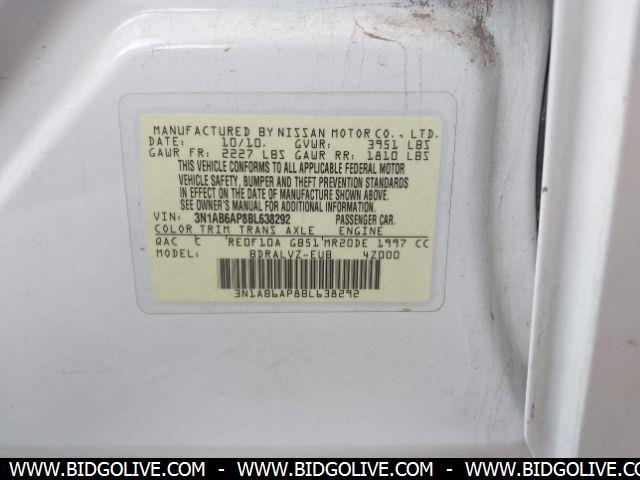 MANUFACTURED BY NISSAN MOTOR CO., LTD.
DATE: 10/10. GVWR: 3951 LBS
GAWR FR: 2227 LBS GAWR RR: 1810 LBS
THIS VEHICLE CONFORMS TO ALL APPLICABLE FEDERAL MOTOR
VEHICLE SAFETY, BUMPER AND THEFT PREVENTION STANDARDS
IN EFFECT ON THE DATE OF MANUFACTURE SHOWN ABOVE.
SEE OWNER'S MANUAL FOR ADDITIONAL INFORMATION
VIN: 3N1AB6AP8BL638292 PASSENGER CAR.
COLOR TRIM TRANS AXLE ENGINE
QAC C RE0F10A GB51 MR20DE 1997 CC
MODEL: BDRALVZ-EUB 4Z000
3N1AB6AP8BL638292
WWW.BIDGOLIVE.COM - WWW.BIDGOLIVE.COM - WWW.BIDGOLIVE.COM